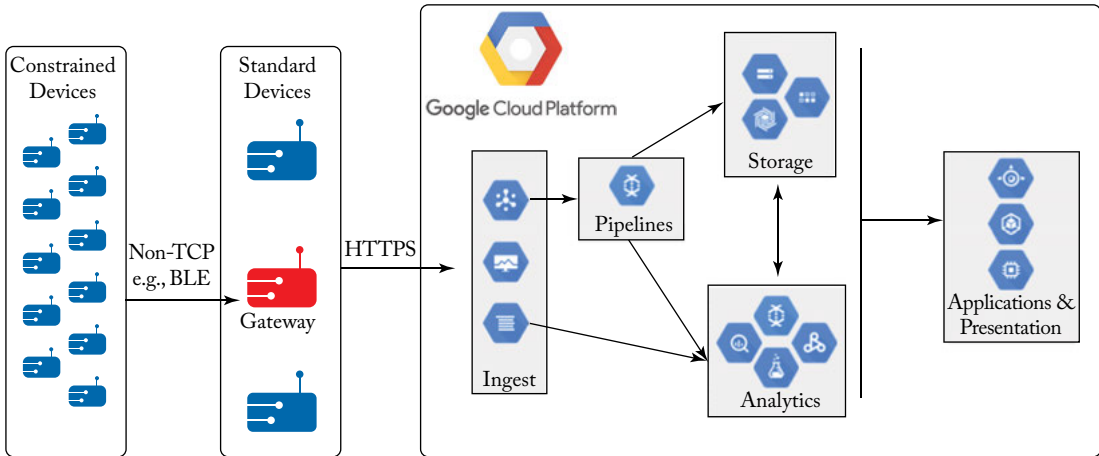 Constrained
Devices
Non-TCP
e.g., BLE
Standard
Devices
Gateway
HTTPS
Google Cloud Platform
Ingest
Pipelines
Storage
Analytics
Applications &
Presentation